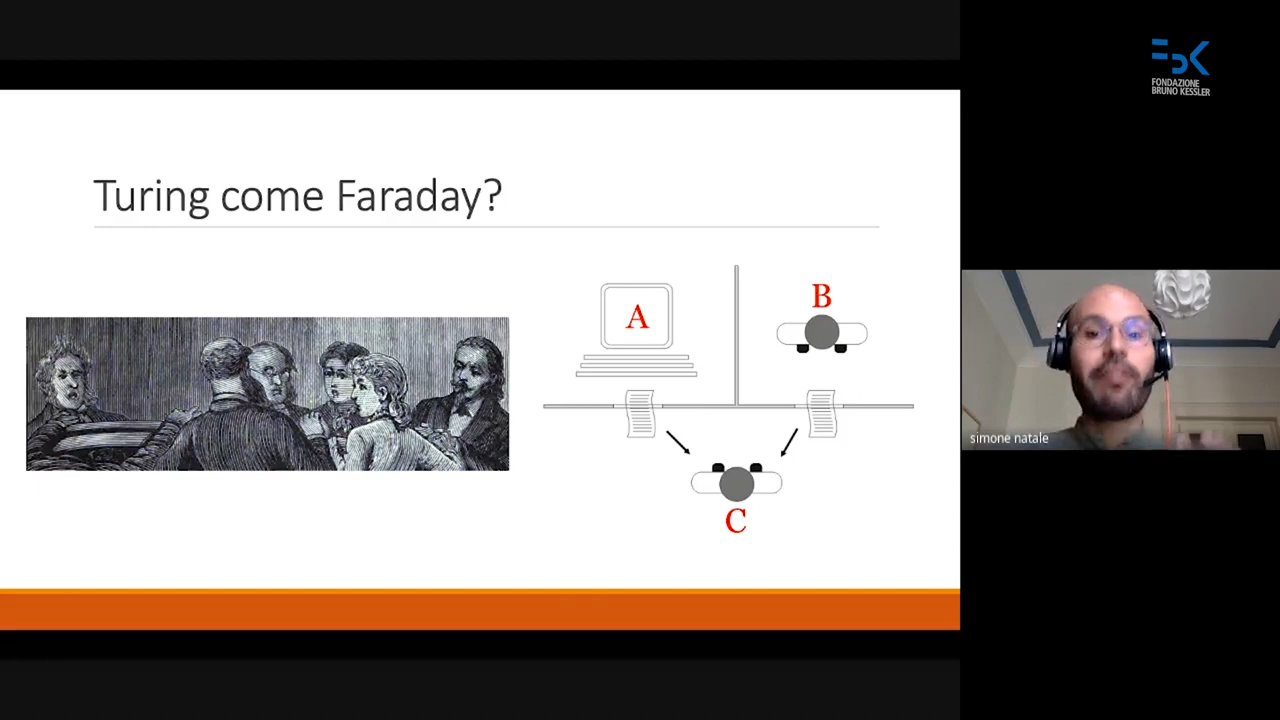 FONDAZIONE
BRUNO KESSLER
Turing come Faraday?
A
B
C
simone natale